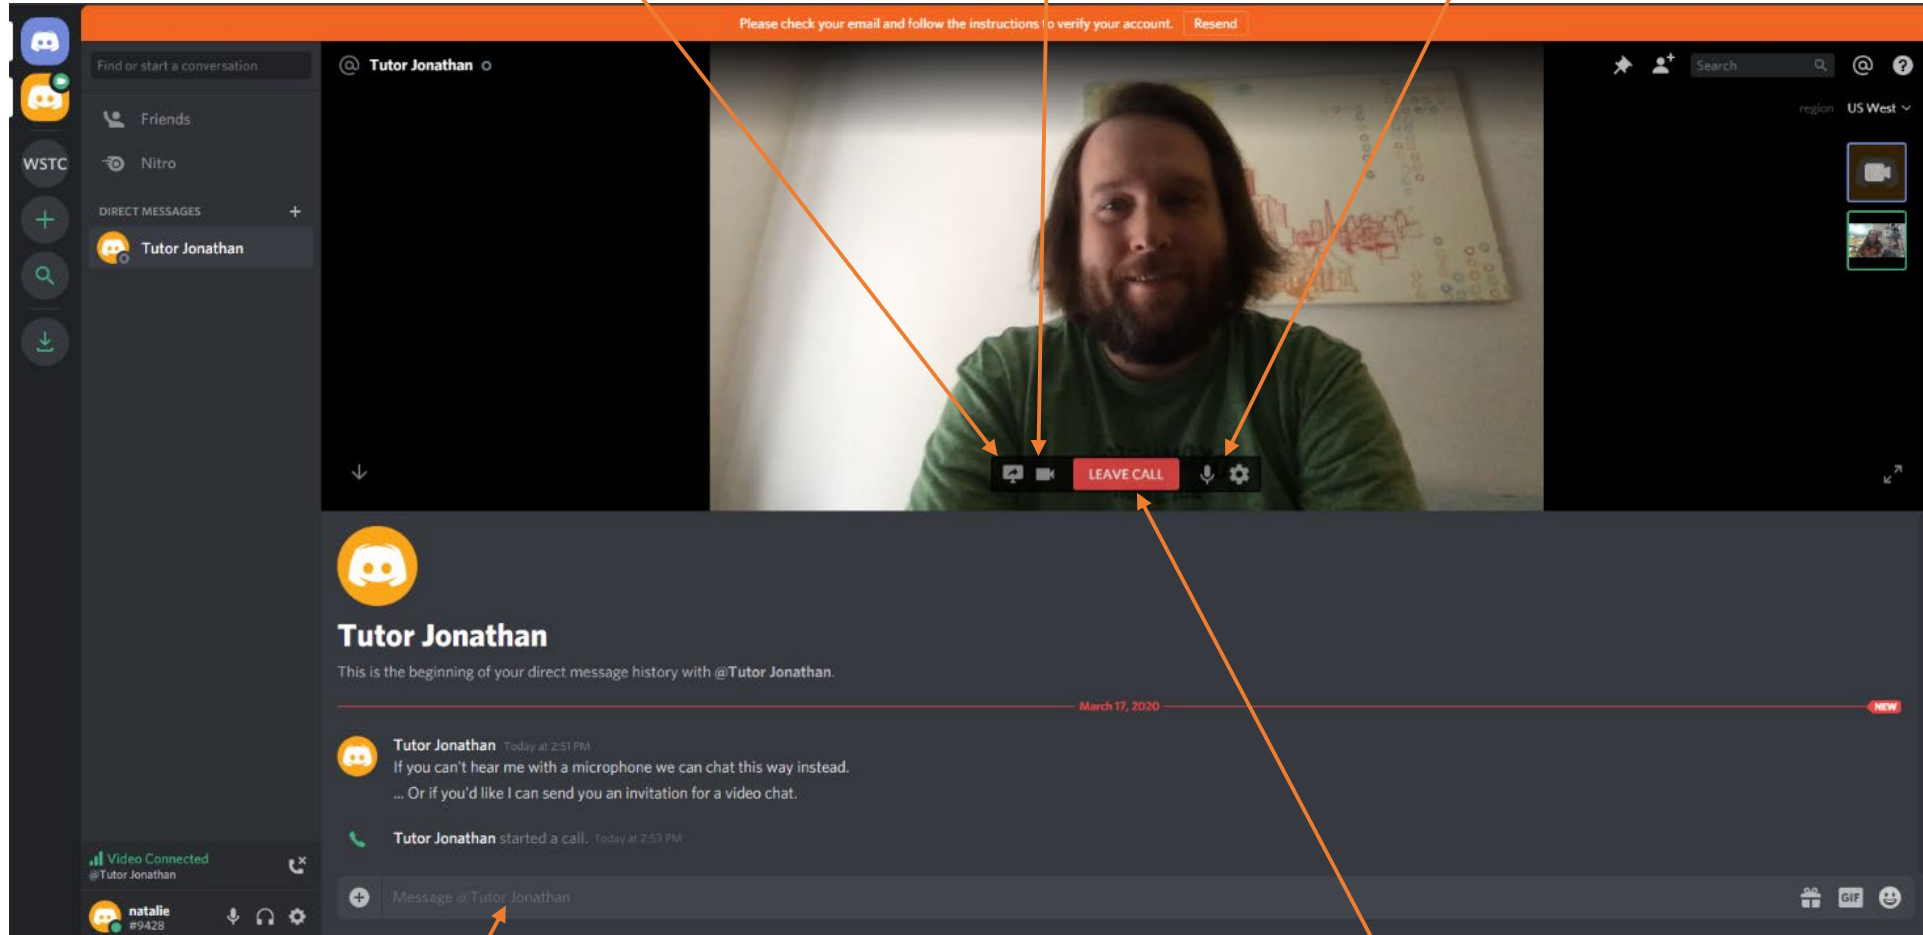 Please check your email and follow the instructions to verify your account. Resend
Find or start a conversation
Tutor Jonathan
Search
region US West
Friends
WSTC
Nitro
DIRECT MESSAGES
Tutor Jonathan
LEAVE CALL
Tutor Jonathan
This is the beginning of your direct message history with @Tutor Jonathan.
March 17, 2020
NEW
Tutor Jonathan Today at 2:51 PM
If you can't hear me with a microphone we can chat this way instead.
... Or if you'd like I can send you an invitation for a video chat.
Tutor Jonathan started a call. Today at 2:53 PM
Video Connected
@Tutor Jonathan
Message @Tutor Jonathan
GIF
natalie
#9428